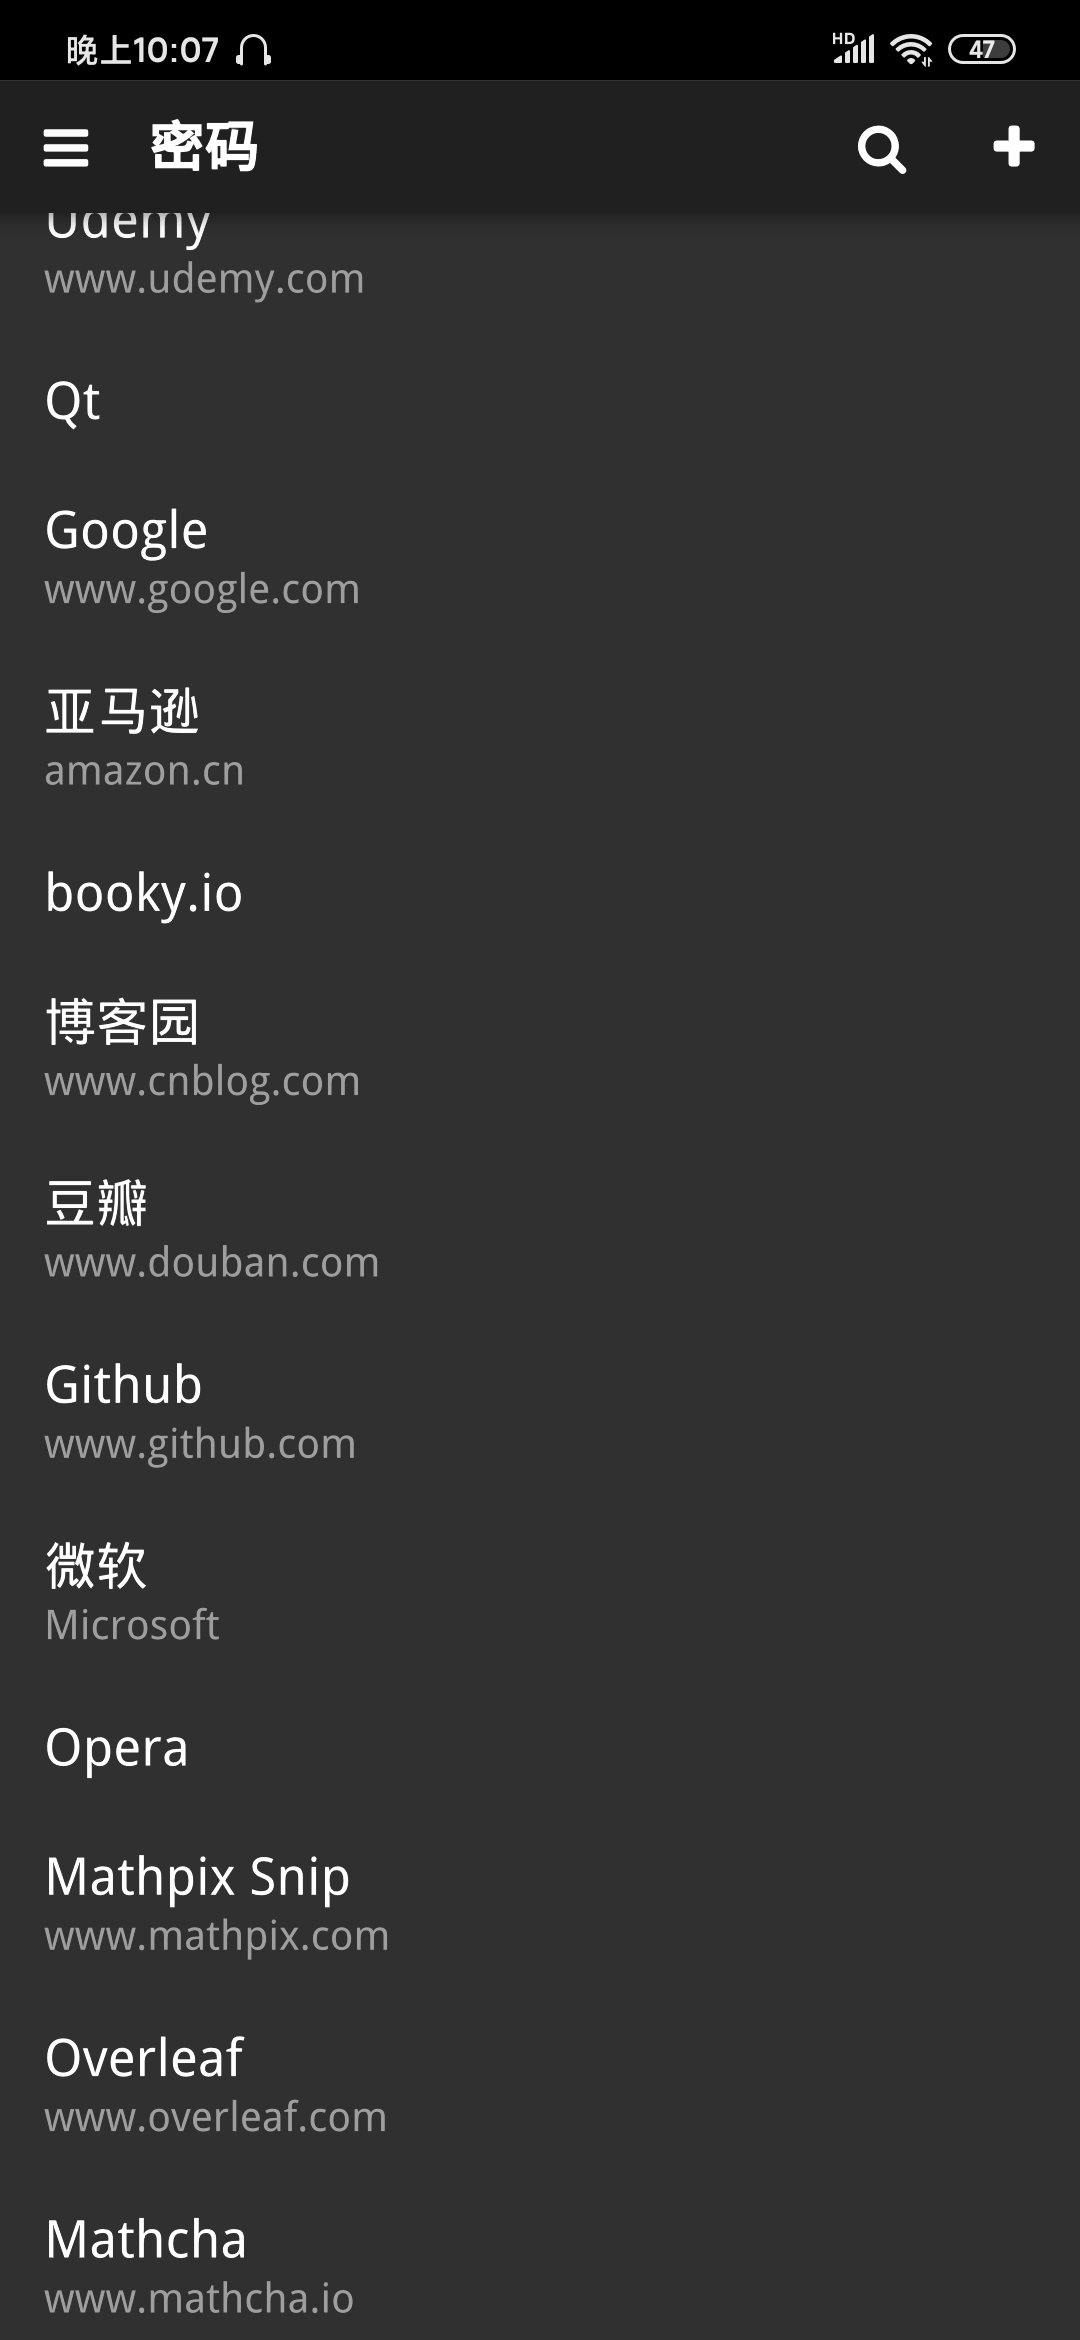 晚上10:07
HD
47
密码
Udemy
www.udemy.com
Qt
Google
www.google.com
亚马逊
amazon.cn
booky.io
博客园
www.cnblog.com
豆瓣
www.douban.com
Github
www.github.com
微软
Microsoft
Opera
Mathpix Snip
www.mathpix.com
Overleaf
www.overleaf.com
Mathcha
www.mathcha.io